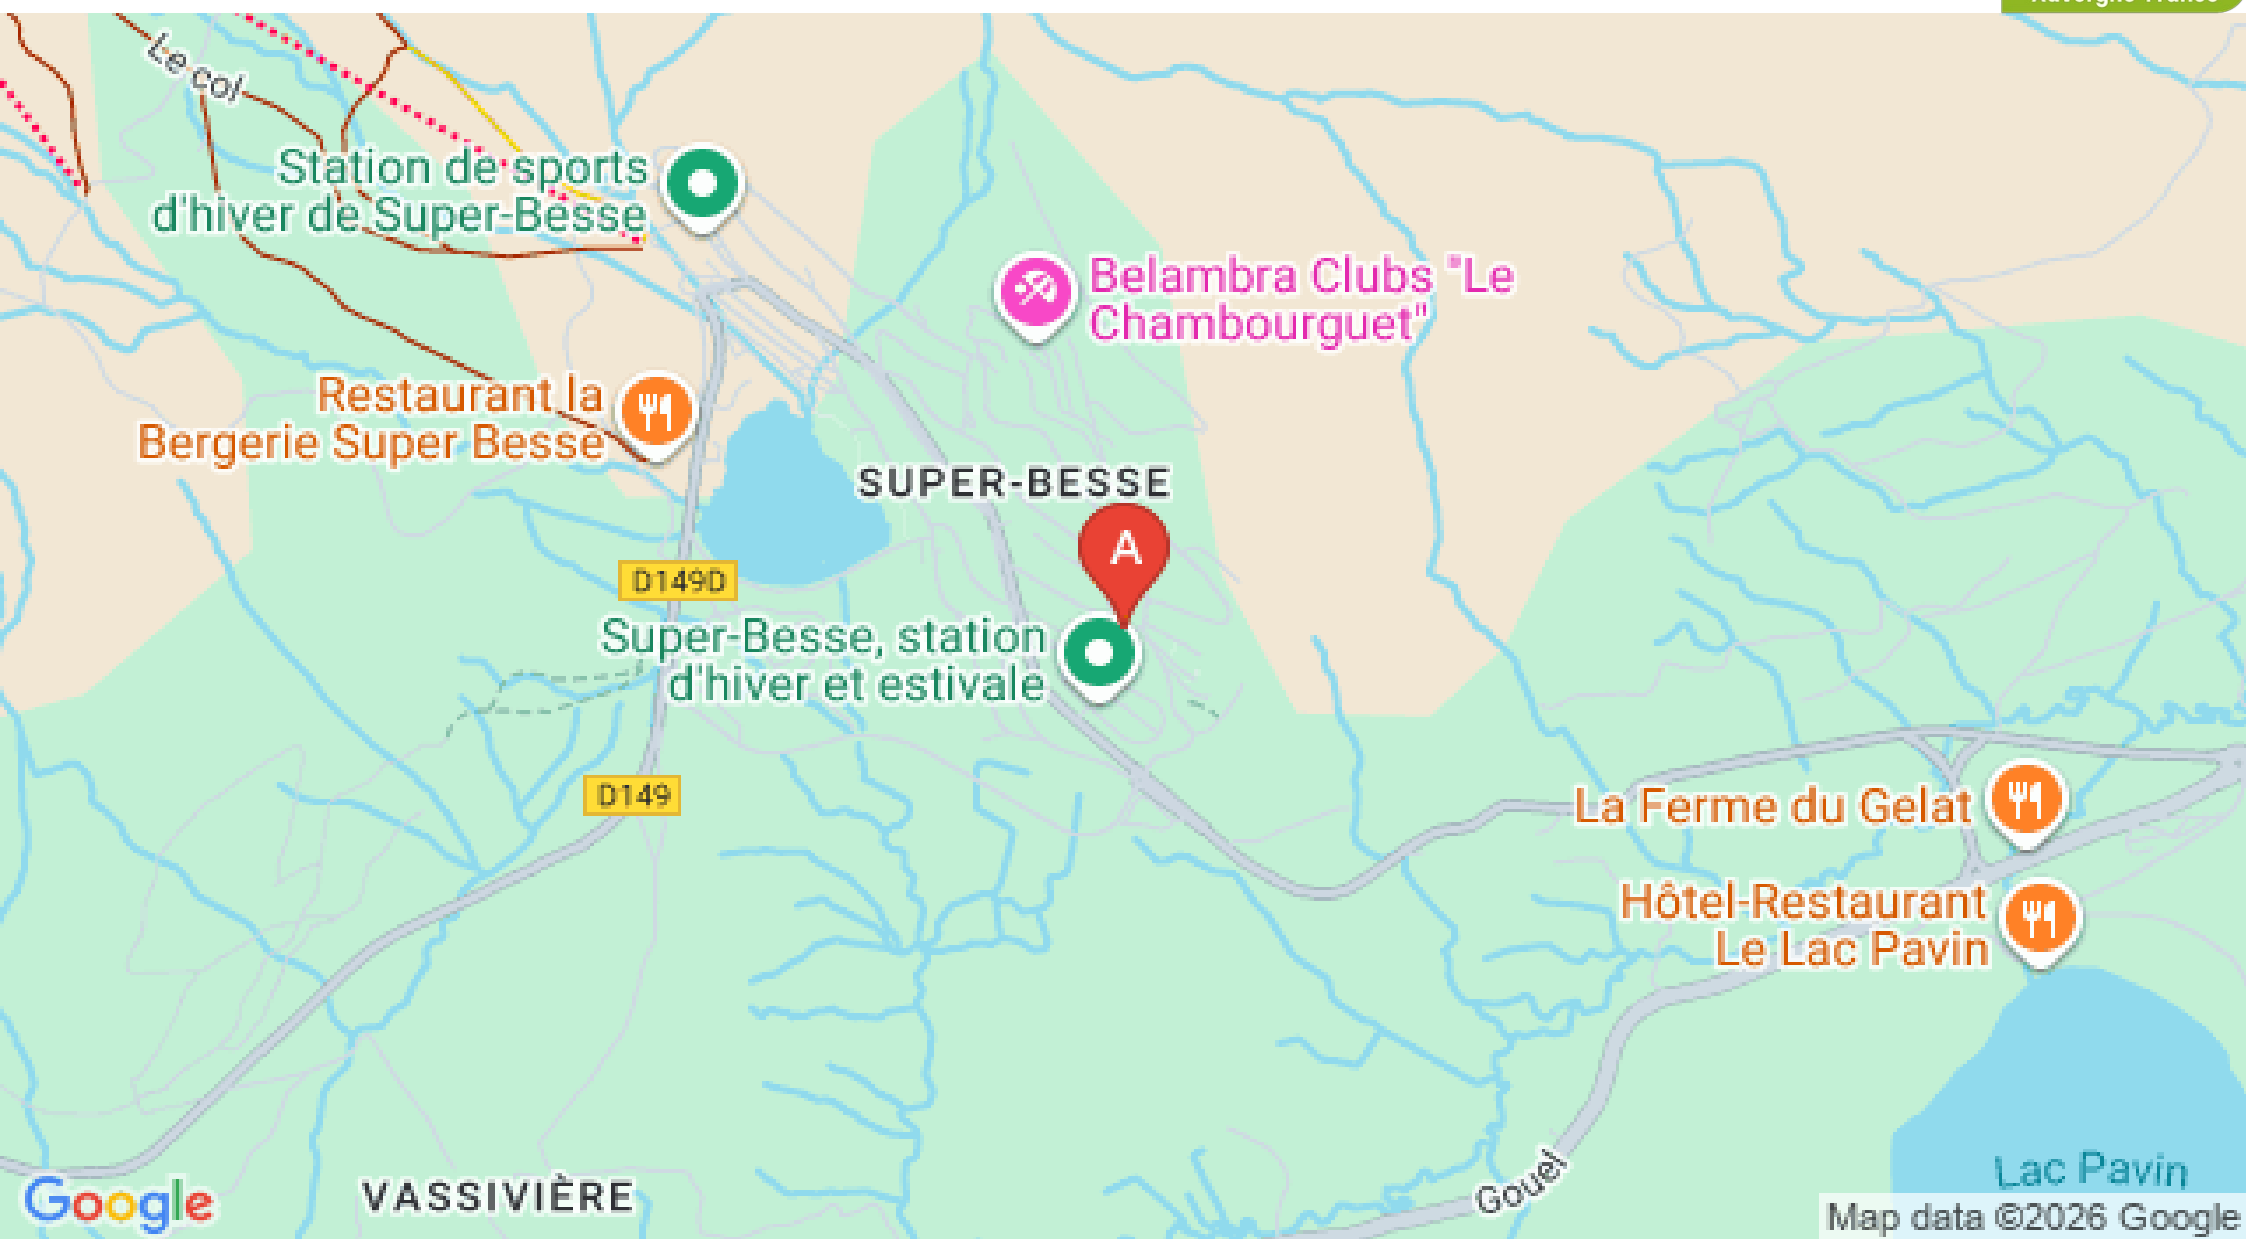 Le col
Station de sports
d'hiver de Super-Besse
Belambra Clubs "Le
Chambourguet"
Restaurant la
Bergerie Super Besse
SUPER-BESSE
A
D149D
Super-Besse, station
d'hiver et estivale
D149
La Ferme du Gelat
Hôtel-Restaurant
Le Lac Pavin
Gouel
Lac Pavin
VASSIVIÈRE
Google
Map data ©2026 Google